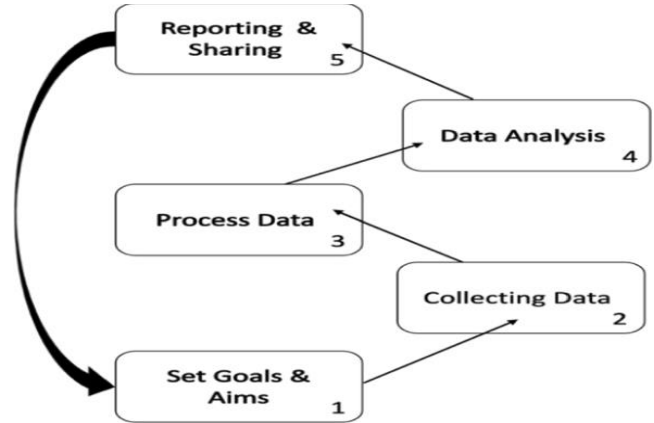 Reporting &
Sharing
5
Data Analysis
4
Process Data
3
Collecting Data
2
Set Goals &
Aims
1